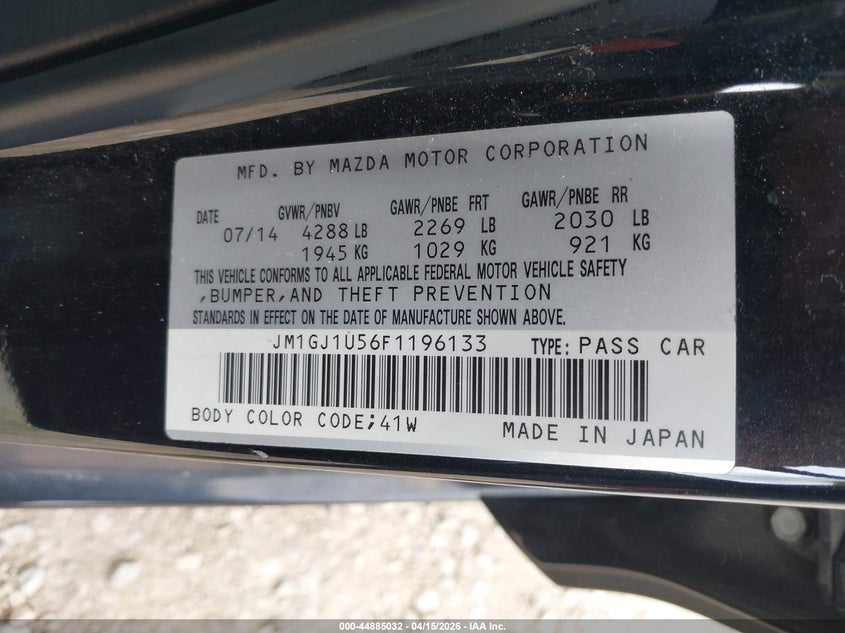 MFD. BY MAZDA MOTOR CORPORATION
DATE GVWR/PNBV GAWR/PNBE FRT GAWR/PNBE RR
07/14 4288 LB 2269 LB 2030 LB
1945 KG 1029 KG 921 KG
THIS VEHICLE CONFORMS TO ALL APPLICABLE FEDERAL MOTOR VEHICLE SAFETY
,BUMPER,AND THEFT PREVENTION
STANDARDS IN EFFECT ON THE DATE OF MANUFACTURE SHOWN ABOVE.
JM1GJ1U56F1196133 TYPE: PASS CAR
BODY COLOR CODE;41W
MADE IN JAPAN
000-44885032 - 04/15/2026 - IAA Inc.